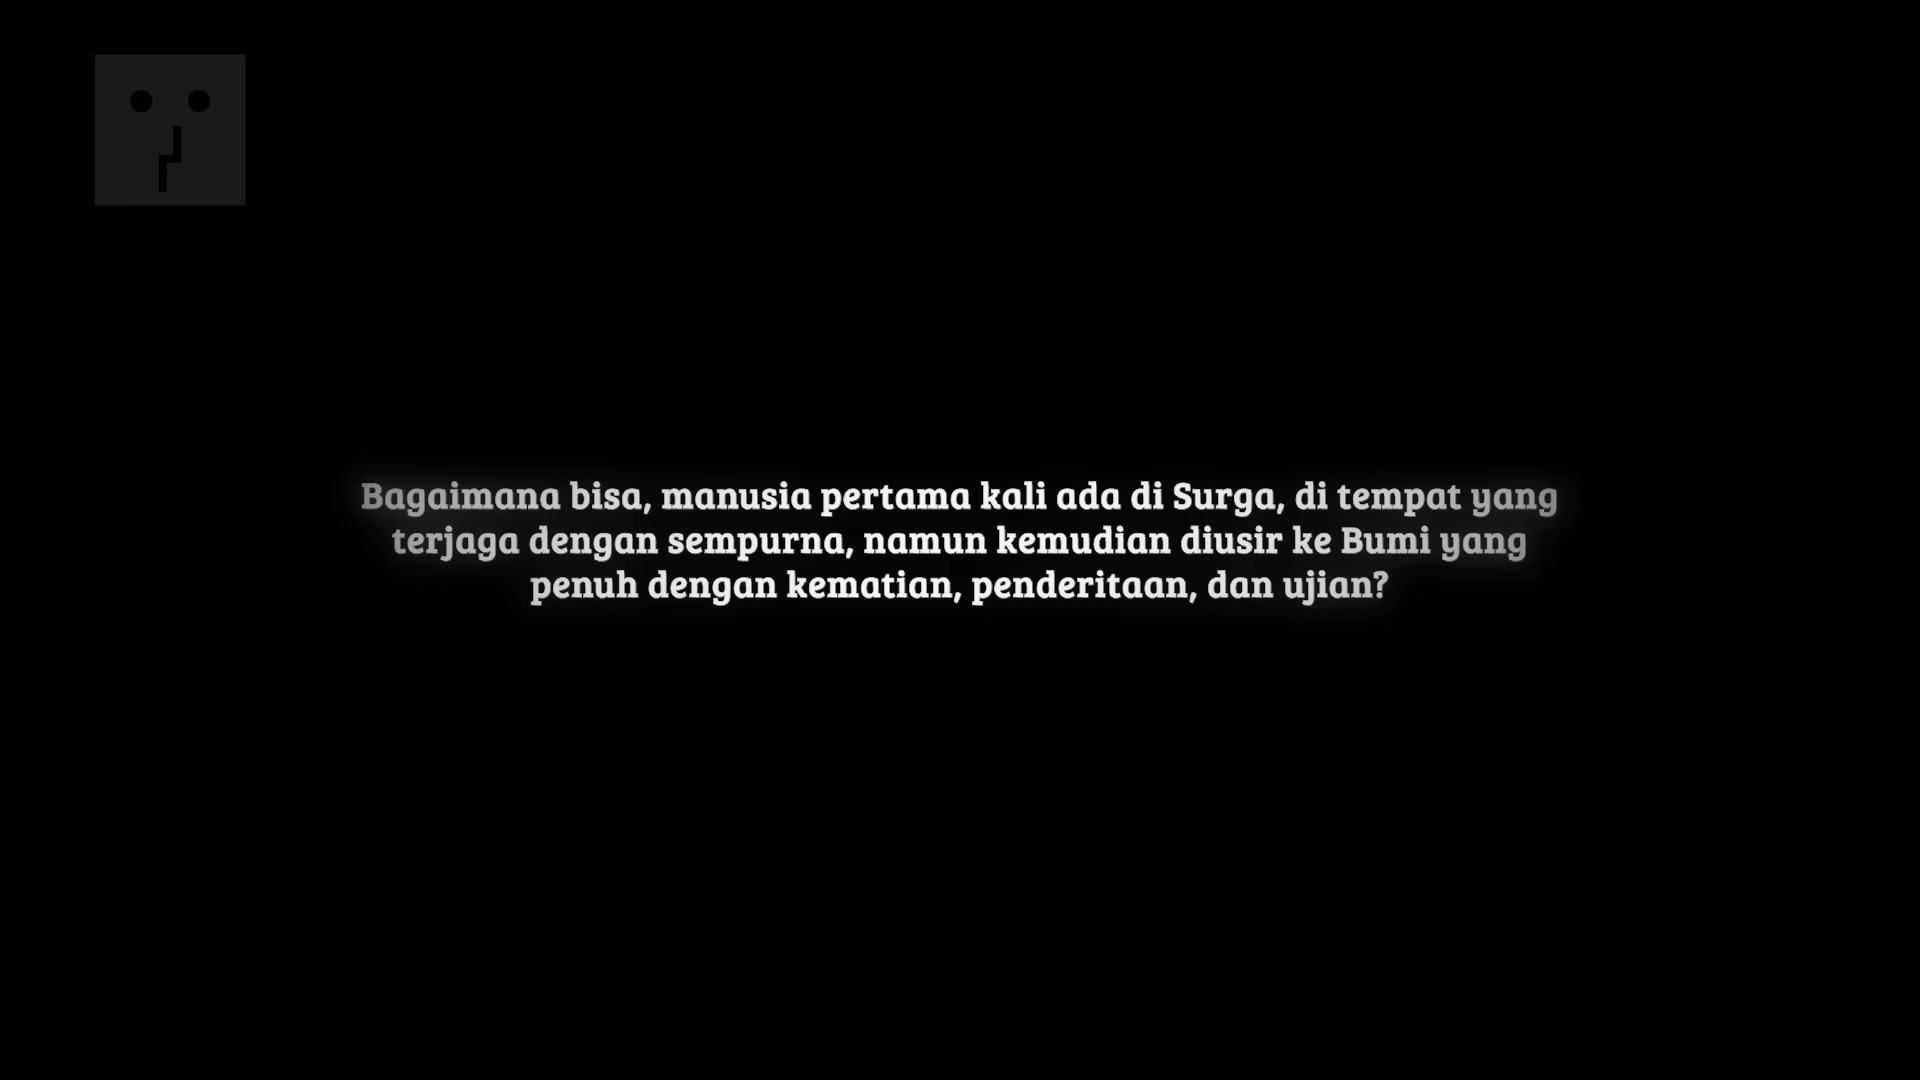 Bagaimana bisa, manusia pertama kali ada di Surga, di tempat yang
terjaga dengan sempurna, namun kemudian diusir ke Bumi yang
penuh dengan kematian, penderitaan, dan ujian?